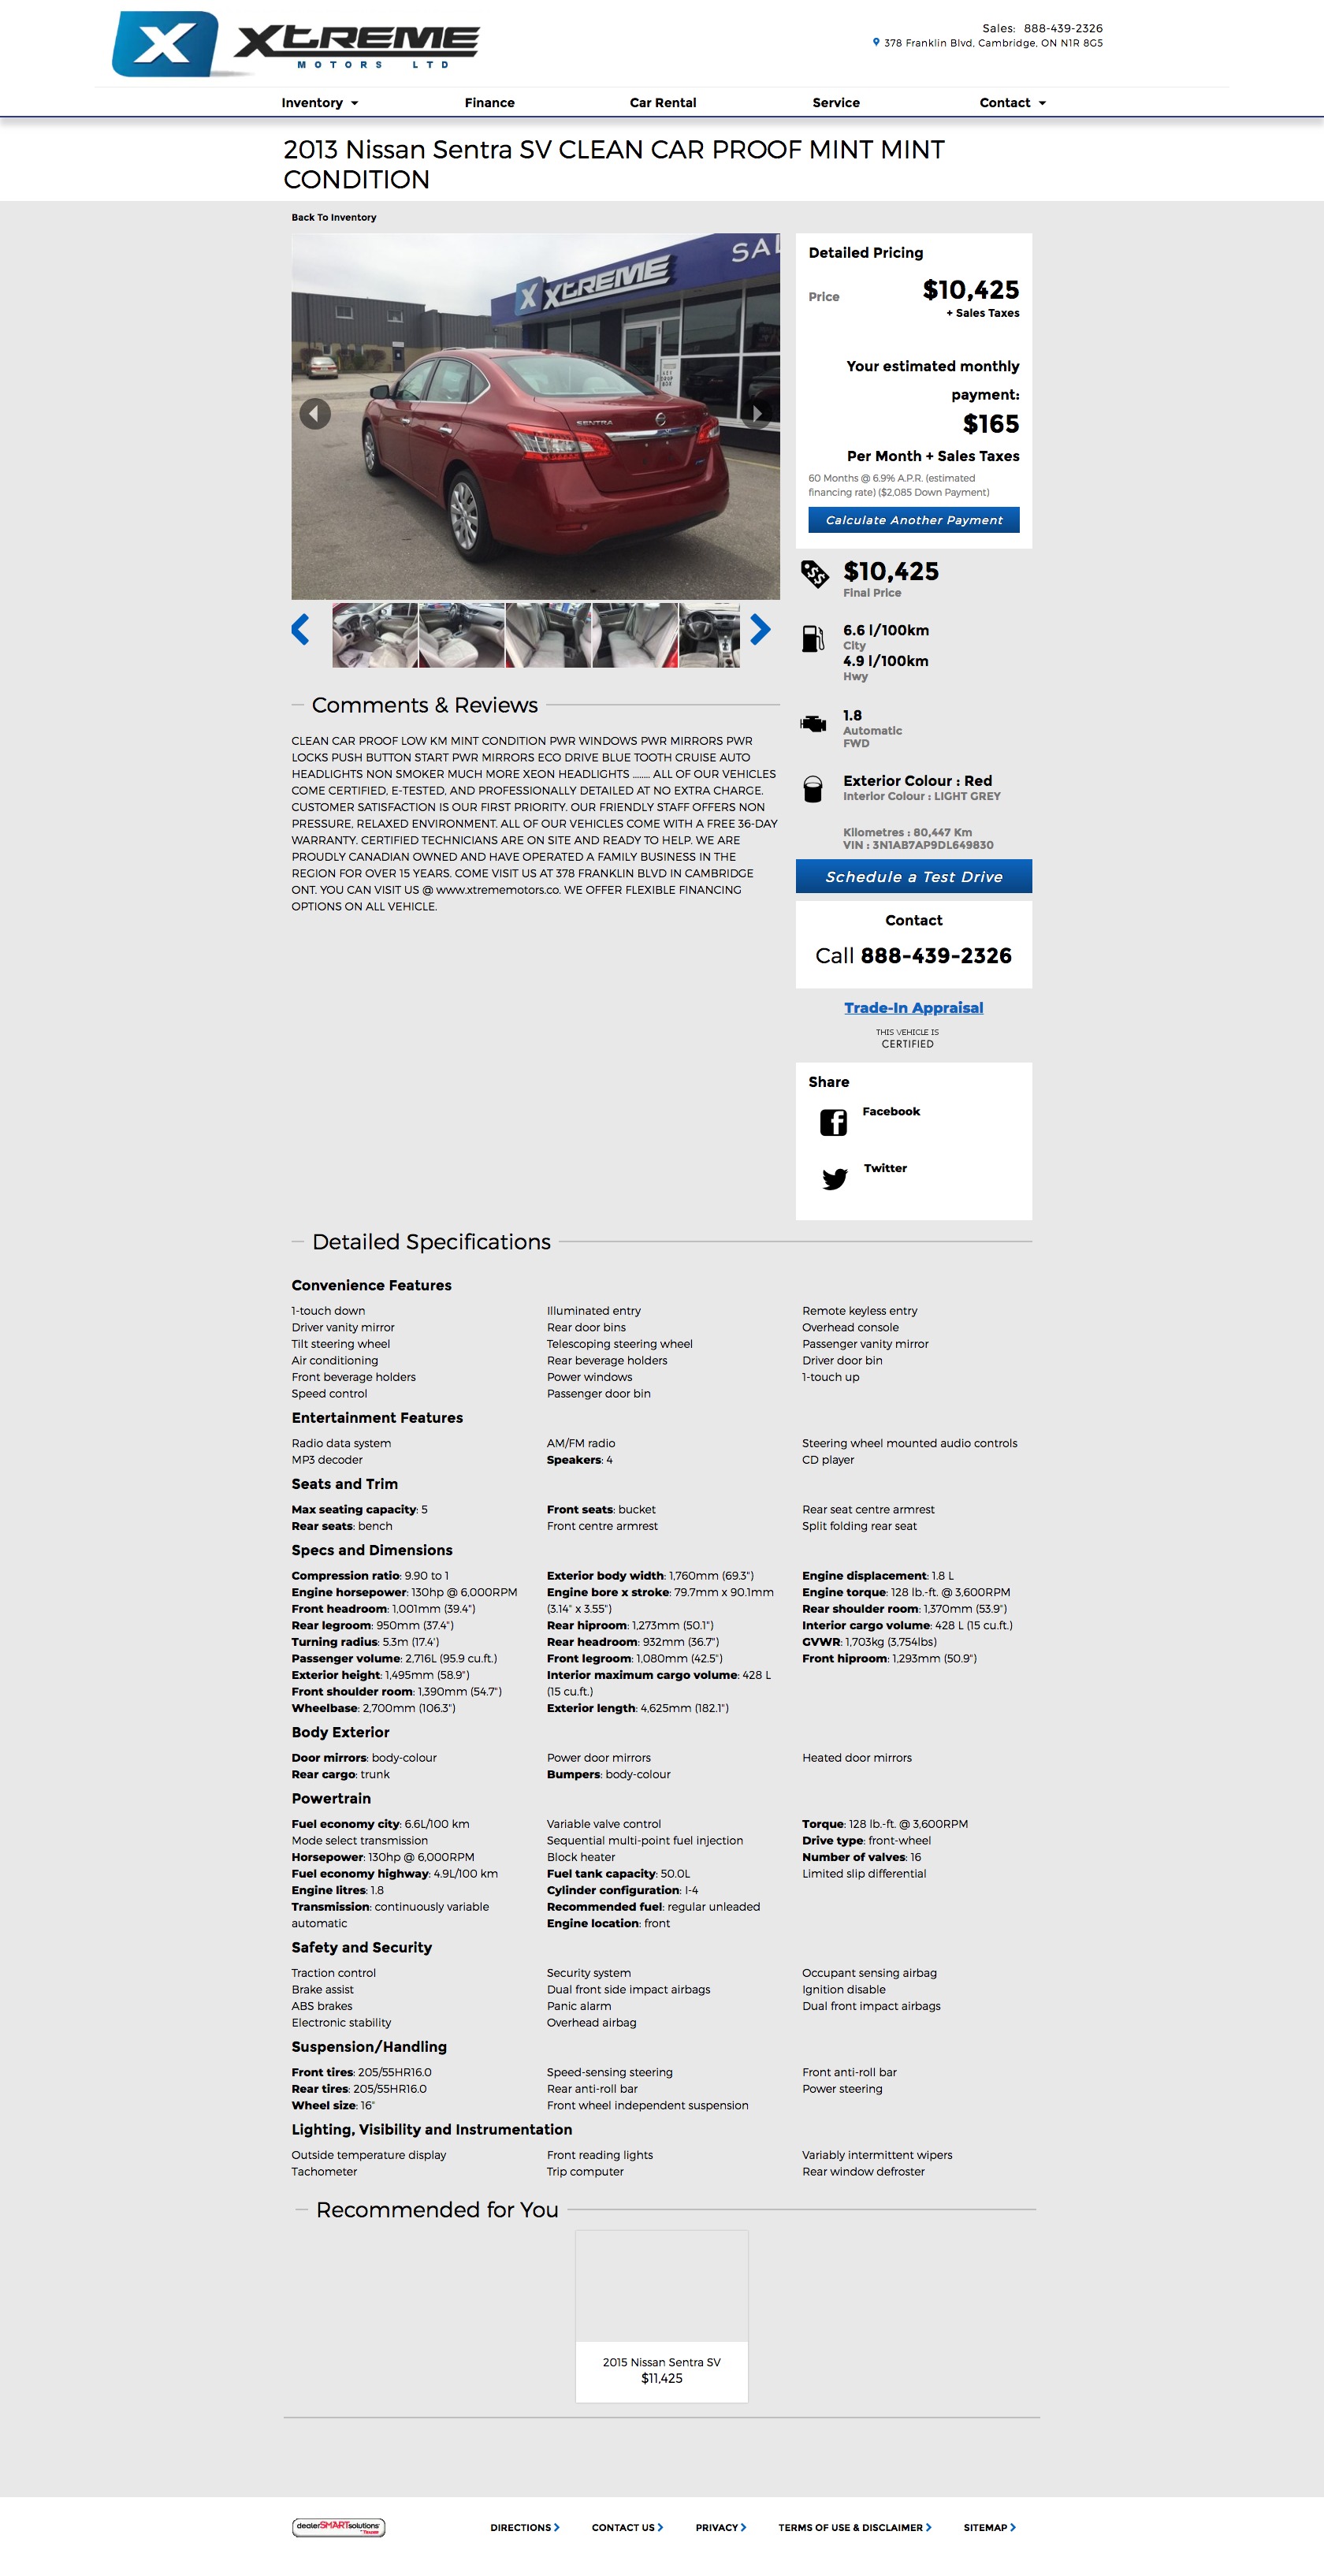 X XTREME
MOTORS LTD
Sales: 888-439-2326
378 Franklin Blvd, Cambridge, ON N1R 8G5
Inventory
Finance
Car Rental
Service
Contact
2013 Nissan Sentra SV CLEAN CAR PROOF MINT MINT
CONDITION
Back To Inventory
SAL
X XTREME
SENTRA
Detailed Pricing
Price
$10,425
+ Sales Taxes
Your estimated monthly
payment:
$165
Per Month + Sales Taxes
60 Months @ 6.9% A.P.R. (estimated
financing rate) ($2,085 Down Payment)
Calculate Another Payment
$10,425
Final Price
6.6 l/100km
City
4.9 l/100km
Hwy
1.8
Automatic
FWD
Exterior Colour : Red
Interior Colour : LIGHT GREY
Kilometres : 80,447 Km
VIN : 3N1AB7AP9DL649830
Schedule a Test Drive
Contact
Call 888-439-2326
Trade-In Appraisal
THIS VEHICLE IS
CERTIFIED
Share
Facebook
Twitter
Comments & Reviews
CLEAN CAR PROOF LOW KM MINT CONDITION PWR WINDOWS PWR MIRRORS PWR
LOCKS PUSH BUTTON START PWR MIRRORS ECO DRIVE BLUE TOOTH CRUISE AUTO
HEADLIGHTS NON SMOKER MUCH MORE XEON HEADLIGHTS ........ ALL OF OUR VEHICLES
COME CERTIFIED, E-TESTED, AND PROFESSIONALLY DETAILED AT NO EXTRA CHARGE.
CUSTOMER SATISFACTION IS OUR FIRST PRIORITY. OUR FRIENDLY STAFF OFFERS NON
PRESSURE, RELAXED ENVIRONMENT. ALL OF OUR VEHICLES COME WITH A FREE 36-DAY
WARRANTY. CERTIFIED TECHNICIANS ARE ON SITE AND READY TO HELP. WE ARE
PROUDLY CANADIAN OWNED AND HAVE OPERATED A FAMILY BUSINESS IN THE
REGION FOR OVER 15 YEARS. COME VISIT US AT 378 FRANKLIN BLVD IN CAMBRIDGE
ONT. YOU CAN VISIT US @ www.xtrememotors.co. WE OFFER FLEXIBLE FINANCING
OPTIONS ON ALL VEHICLE.
Detailed Specifications
Convenience Features
1-touch down
Driver vanity mirror
Tilt steering wheel
Air conditioning
Front beverage holders
Speed control
Illuminated entry
Rear door bins
Telescoping steering wheel
Rear beverage holders
Power windows
Passenger door bin
Remote keyless entry
Overhead console
Passenger vanity mirror
Driver door bin
1-touch up
Entertainment Features
Radio data system
MP3 decoder
AM/FM radio
Speakers: 4
Steering wheel mounted audio controls
CD player
Seats and Trim
Max seating capacity: 5
Rear seats: bench
Front seats: bucket
Front centre armrest
Rear seat centre armrest
Split folding rear seat
Specs and Dimensions
Compression ratio: 9.90 to 1
Engine horsepower: 130hp @ 6,000RPM
Front headroom: 1,001mm (39.4")
Rear legroom: 950mm (37.4")
Turning radius: 5.3m (17.4')
Passenger volume: 2,716L (95.9 cu.ft.)
Exterior height: 1,495mm (58.9")
Front shoulder room: 1,390mm (54.7")
Wheelbase: 2,700mm (106.3")
Exterior body width: 1,760mm (69.3")
Engine bore x stroke: 79.7mm x 90.1mm
(3.14" x 3.55")
Rear hiproom: 1,273mm (50.1")
Rear headroom: 932mm (36.7")
Front legroom: 1,080mm (42.5")
Interior maximum cargo volume: 428 L
(15 cu.ft.)
Exterior length: 4,625mm (182.1")
Engine displacement: 1.8 L
Engine torque: 128 lb.-ft. @ 3,600RPM
Rear shoulder room: 1,370mm (53.9")
Interior cargo volume: 428 L (15 cu.ft.)
GVWR: 1,703kg (3,754lbs)
Front hiproom: 1,293mm (50.9")
Body Exterior
Door mirrors: body-colour
Rear cargo: trunk
Power door mirrors
Bumpers: body-colour
Heated door mirrors
Powertrain
Fuel economy city: 6.6L/100 km
Mode select transmission
Horsepower: 130hp @ 6,000RPM
Fuel economy highway: 4.9L/100 km
Engine litres: 1.8
Transmission: continuously variable
automatic
Variable valve control
Sequential multi-point fuel injection
Block heater
Fuel tank capacity: 50.0L
Cylinder configuration: I-4
Recommended fuel: regular unleaded
Engine location: front
Torque: 128 lb.-ft. @ 3,600RPM
Drive type: front-wheel
Number of valves: 16
Limited slip differential
Safety and Security
Traction control
Brake assist
ABS brakes
Electronic stability
Security system
Dual front side impact airbags
Panic alarm
Overhead airbag
Occupant sensing airbag
Ignition disable
Dual front impact airbags
Suspension/Handling
Front tires: 205/55HR16.0
Rear tires: 205/55HR16.0
Wheel size: 16"
Speed-sensing steering
Rear anti-roll bar
Front wheel independent suspension
Front anti-roll bar
Power steering
Lighting, Visibility and Instrumentation
Outside temperature display
Tachometer
Front reading lights
Trip computer
Variably intermittent wipers
Rear window defroster
Recommended for You
2015 Nissan Sentra SV
$11,425
dealerSMARTsolutions
DIRECTIONS
CONTACT US
PRIVACY
TERMS OF USE & DISCLAIMER
SITEMAP